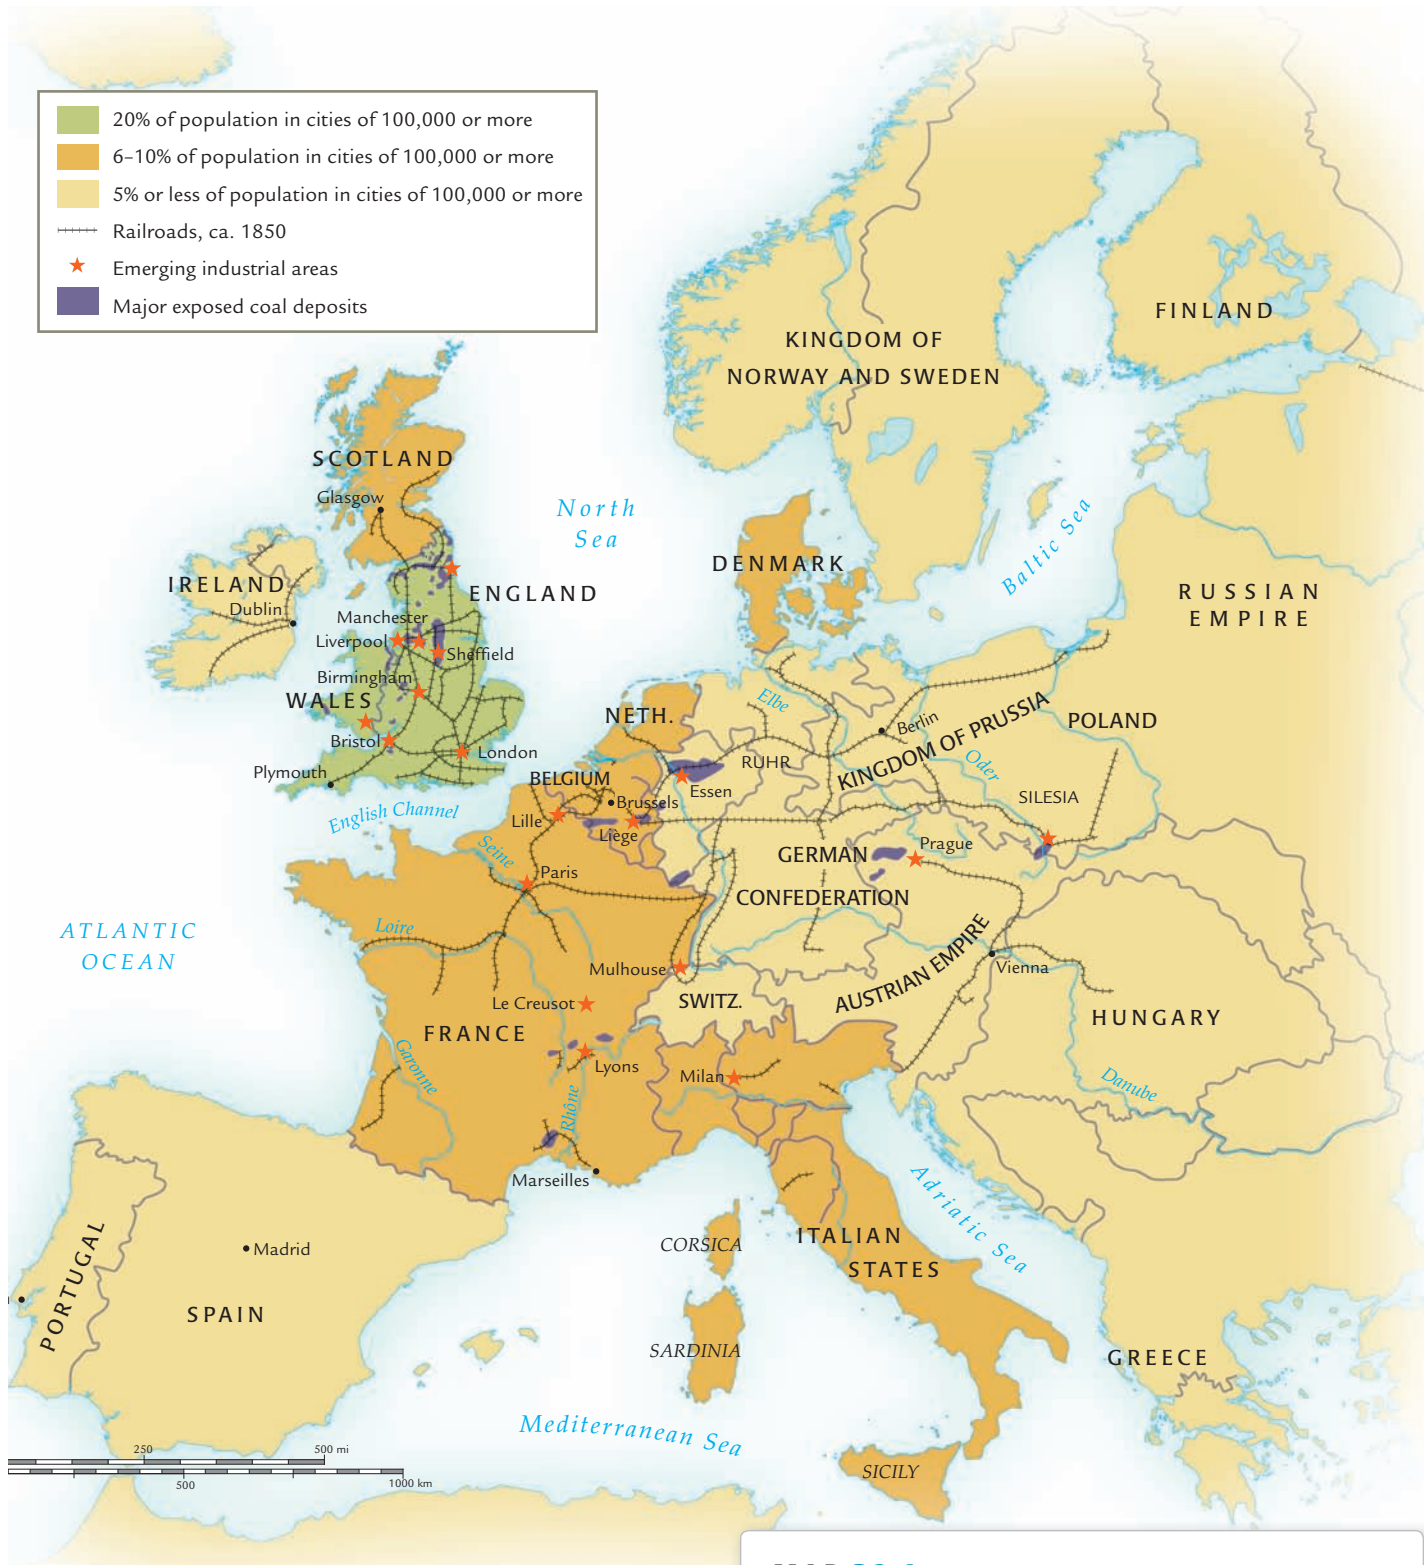 20% of population in cities of 100,000 or more
6–10% of population in cities of 100,000 or more
5% or less of population in cities of 100,000 or more
Railroads, ca. 1850
Emerging industrial areas
Major exposed coal deposits
FINLAND
KINGDOM OF
NORWAY AND SWEDEN
SCOTLAND
Glasgow
North
Sea
Baltic Sea
DENMARK
IRELAND
Dublin
ENGLAND
RUSSIAN
EMPIRE
Manchester
Liverpool
Sheffield
Birmingham
WALES
Bristol
London
Plymouth
English Channel
NETH.
Elbe
Berlin
KINGDOM OF PRUSSIA
POLAND
RUHR
Oder
BELGIUM
Essen
Brussels
SILESIA
Lille
Liège
Seine
Prague
GERMAN
CONFEDERATION
Paris
ATLANTIC
OCEAN
Loire
AUSTRIAN EMPIRE
Mulhouse
Vienna
Le Creusot
SWITZ.
FRANCE
HUNGARY
Garonne
Lyons
Milan
Danube
Rhône
Marseilles
Adriatic Sea
PORTUGAL
Madrid
CORSICA
ITALIAN
STATES
SPAIN
SARDINIA
GREECE
Mediterranean Sea
SICILY
250
500 mi
500
1000 km